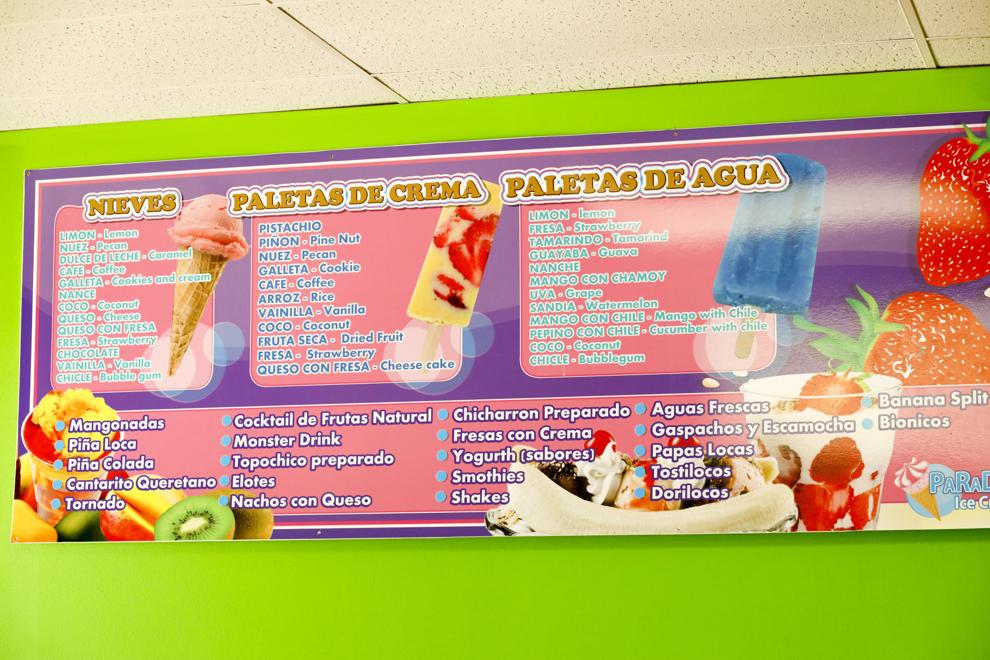 NIEVES
LIMON - Lemon
NUEZ - Pecan
DULCE DE LECHE - Caramel
CAFE - Coffee
GALLETA - Cookies and cream
NANCE
COCO - Coconut
QUESO - Cheese
QUESO CON FRESA
FRESA - Strawberry
CHOCOLATE
VAINILLA - Vanilla
CHICLE - Bubble gum
PALETAS DE CREMA
PISTACHIO
PIÑON - Pine Nut
NUEZ - Pecan
GALLETA - Cookie
CAFE - Coffee
ARROZ - Rice
VAINILLA - Vanilla
COCO - Coconut
FRUTA SECA - Dried Fruit
FRESA - Strawberry
QUESO CON FRESA - Cheese cake
PALETAS DE AGUA
LIMON - lemon
FRESA - Strawberry
TAMARINDO - Tamarind
GUAYABA - Guava
NANCHE
MANGO CON CHAMOY
UVA - Grape
SANDIA - Watermelon
MANGO CON CHILE - Mango with Chile
PEPINO CON CHILE - Cucumber with chile
COCO - Coconut
CHICLE - Bubblegum
Mangonadas
Piña Loca
Piña Colada
Cantarito Queretano
Tornado
Cocktail de Frutas Natural
Monster Drink
Topochico preparado
Elotes
Nachos con Queso
Chicharron Preparado
Fresas con Crema
Yogurth (sabores)
Smothies
Shakes
Aguas Frescas
Gaspachos y Escamocha
Papas Locas
Tostilocos
Dorilocos
Banana Split
Bionicos
Ice